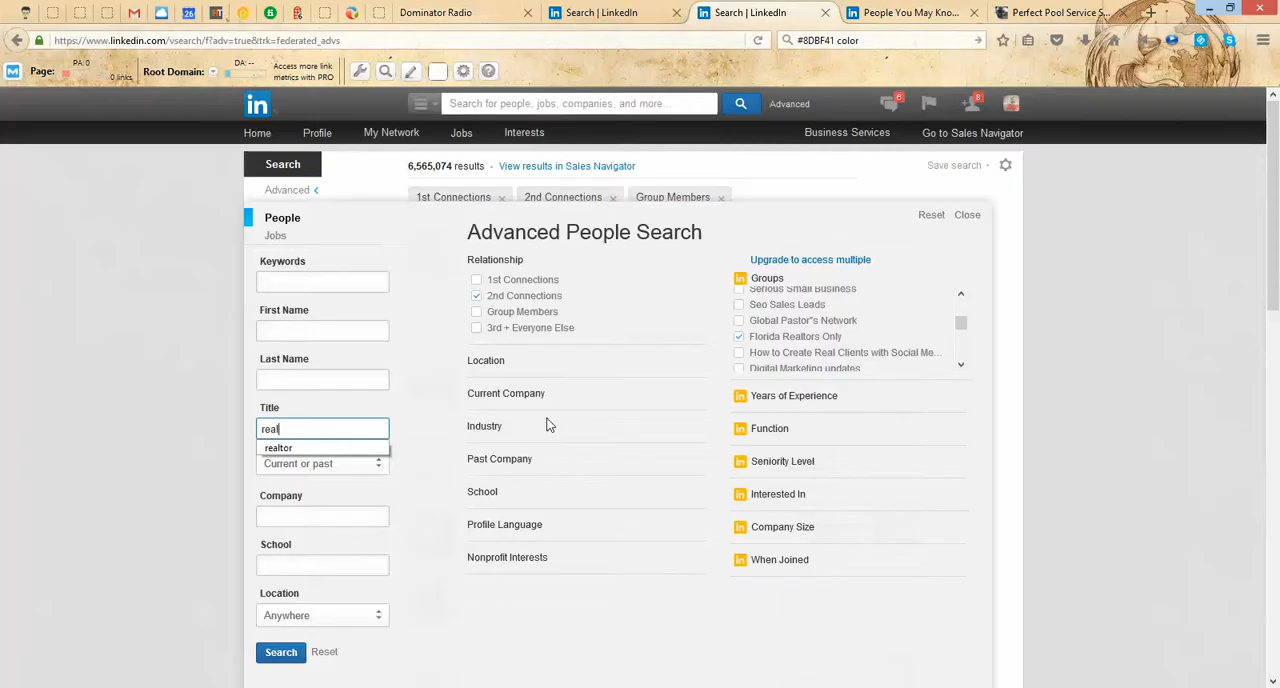 Dominator Radio
Search | LinkedIn
Search | LinkedIn
People You May Kno...
Perfect Pool Service S...
https://www.linkedin.com/vsearch/f?adv=true&trk=federated_advs
#8DBF41 color
Page:
PA: 0
0 links
Root Domain:
DA: --
Access more link
metrics with PRO
in
Search for people, jobs, companies, and more...
Advanced
6
8
Home
Profile
My Network
Jobs
Interests
Business Services
Go to Sales Navigator
Search
6,565,074 results
View results in Sales Navigator
Save search
Advanced
1st Connections
2nd Connections
Group Members
People
Jobs
Reset
Close
Keywords
First Name
Last Name
Title
real
realtor
Current or past
Company
School
Location
Anywhere
Search
Reset
Advanced People Search
Relationship
1st Connections
2nd Connections
Group Members
3rd + Everyone Else
Location
Current Company
Industry
Past Company
School
Profile Language
Nonprofit Interests
Upgrade to access multiple
Groups
Serious Small Business
Seo Sales Leads
Global Pastor"s Network
Florida Realtors Only
How to Create Real Clients with Social Me...
Digital Marketing updates
Years of Experience
Function
Seniority Level
Interested In
Company Size
When Joined